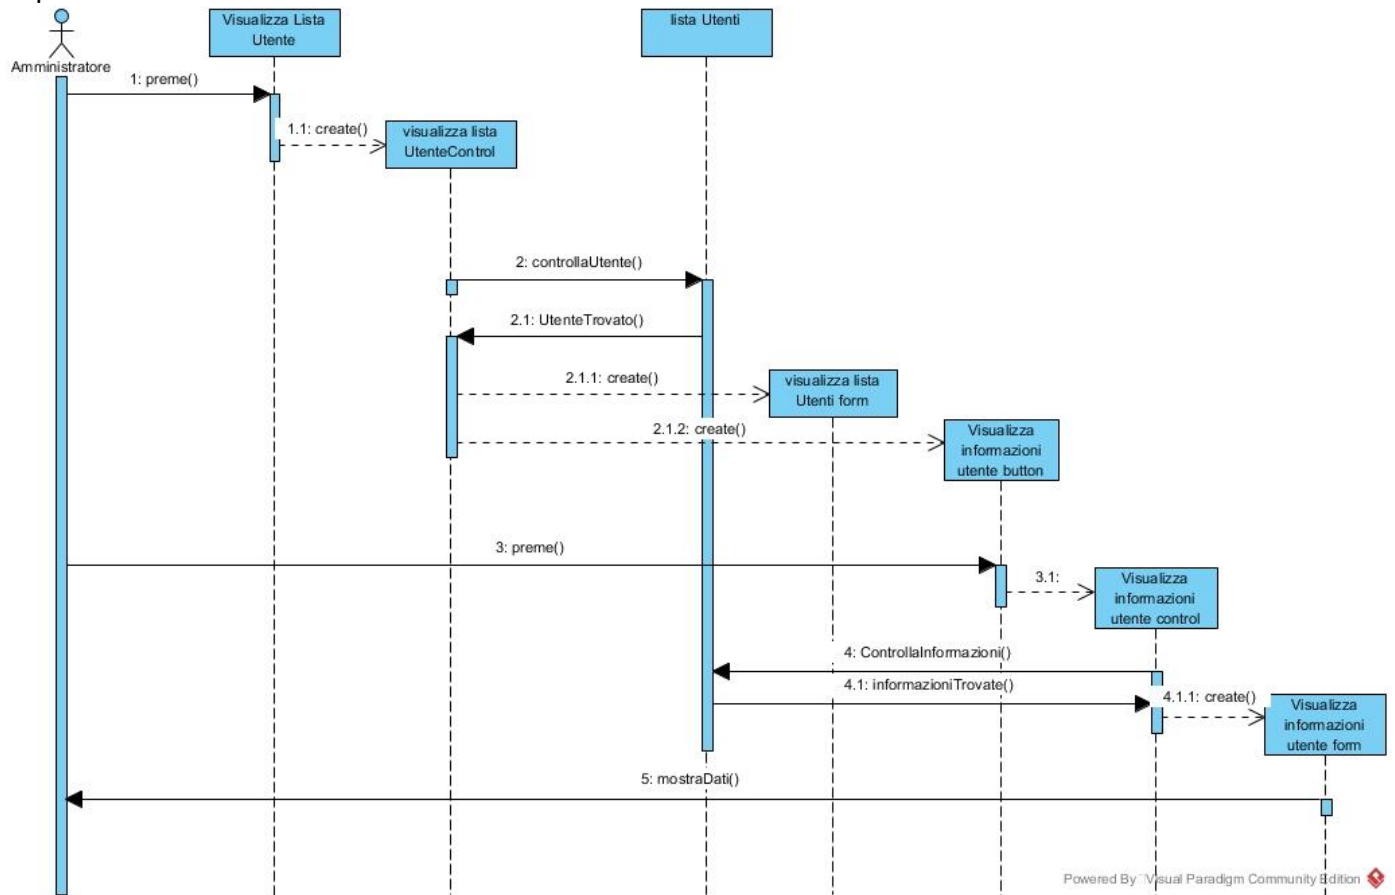 Visualizza Lista
Utente
lista Utenti
Amministratore
1: preme()
1.1: create()
visualizza lista
UtenteControl
2: controllaUtente()
2.1: UtenteTrovato()
2.1.1: create()
visualizza lista
Utenti form
2.1.2: create()
Visualizza
informazioni
utente button
3: preme()
3.1:
Visualizza
informazioni
utente control
4: ControllaInformazioni()
4.1: informazioniTrovate()
4.1.1: create()
Visualizza
informazioni
utente form
5: mostraDati()
Powered By Visual Paradigm Community Edition